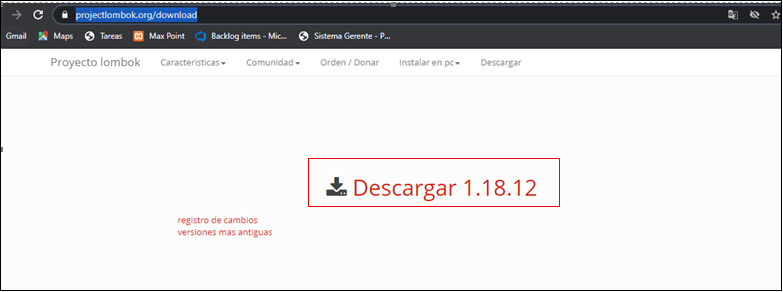 projectlombok.org/download
Gmail Maps Tareas Max Point Backlog items - Mic... Sistema Gerente - P...
Proyecto lombok Caracteristicas Comunidad Orden / Donar Instalar en pc Descargar
Descargar 1.18.12
registro de cambios
versiones mas antiguas